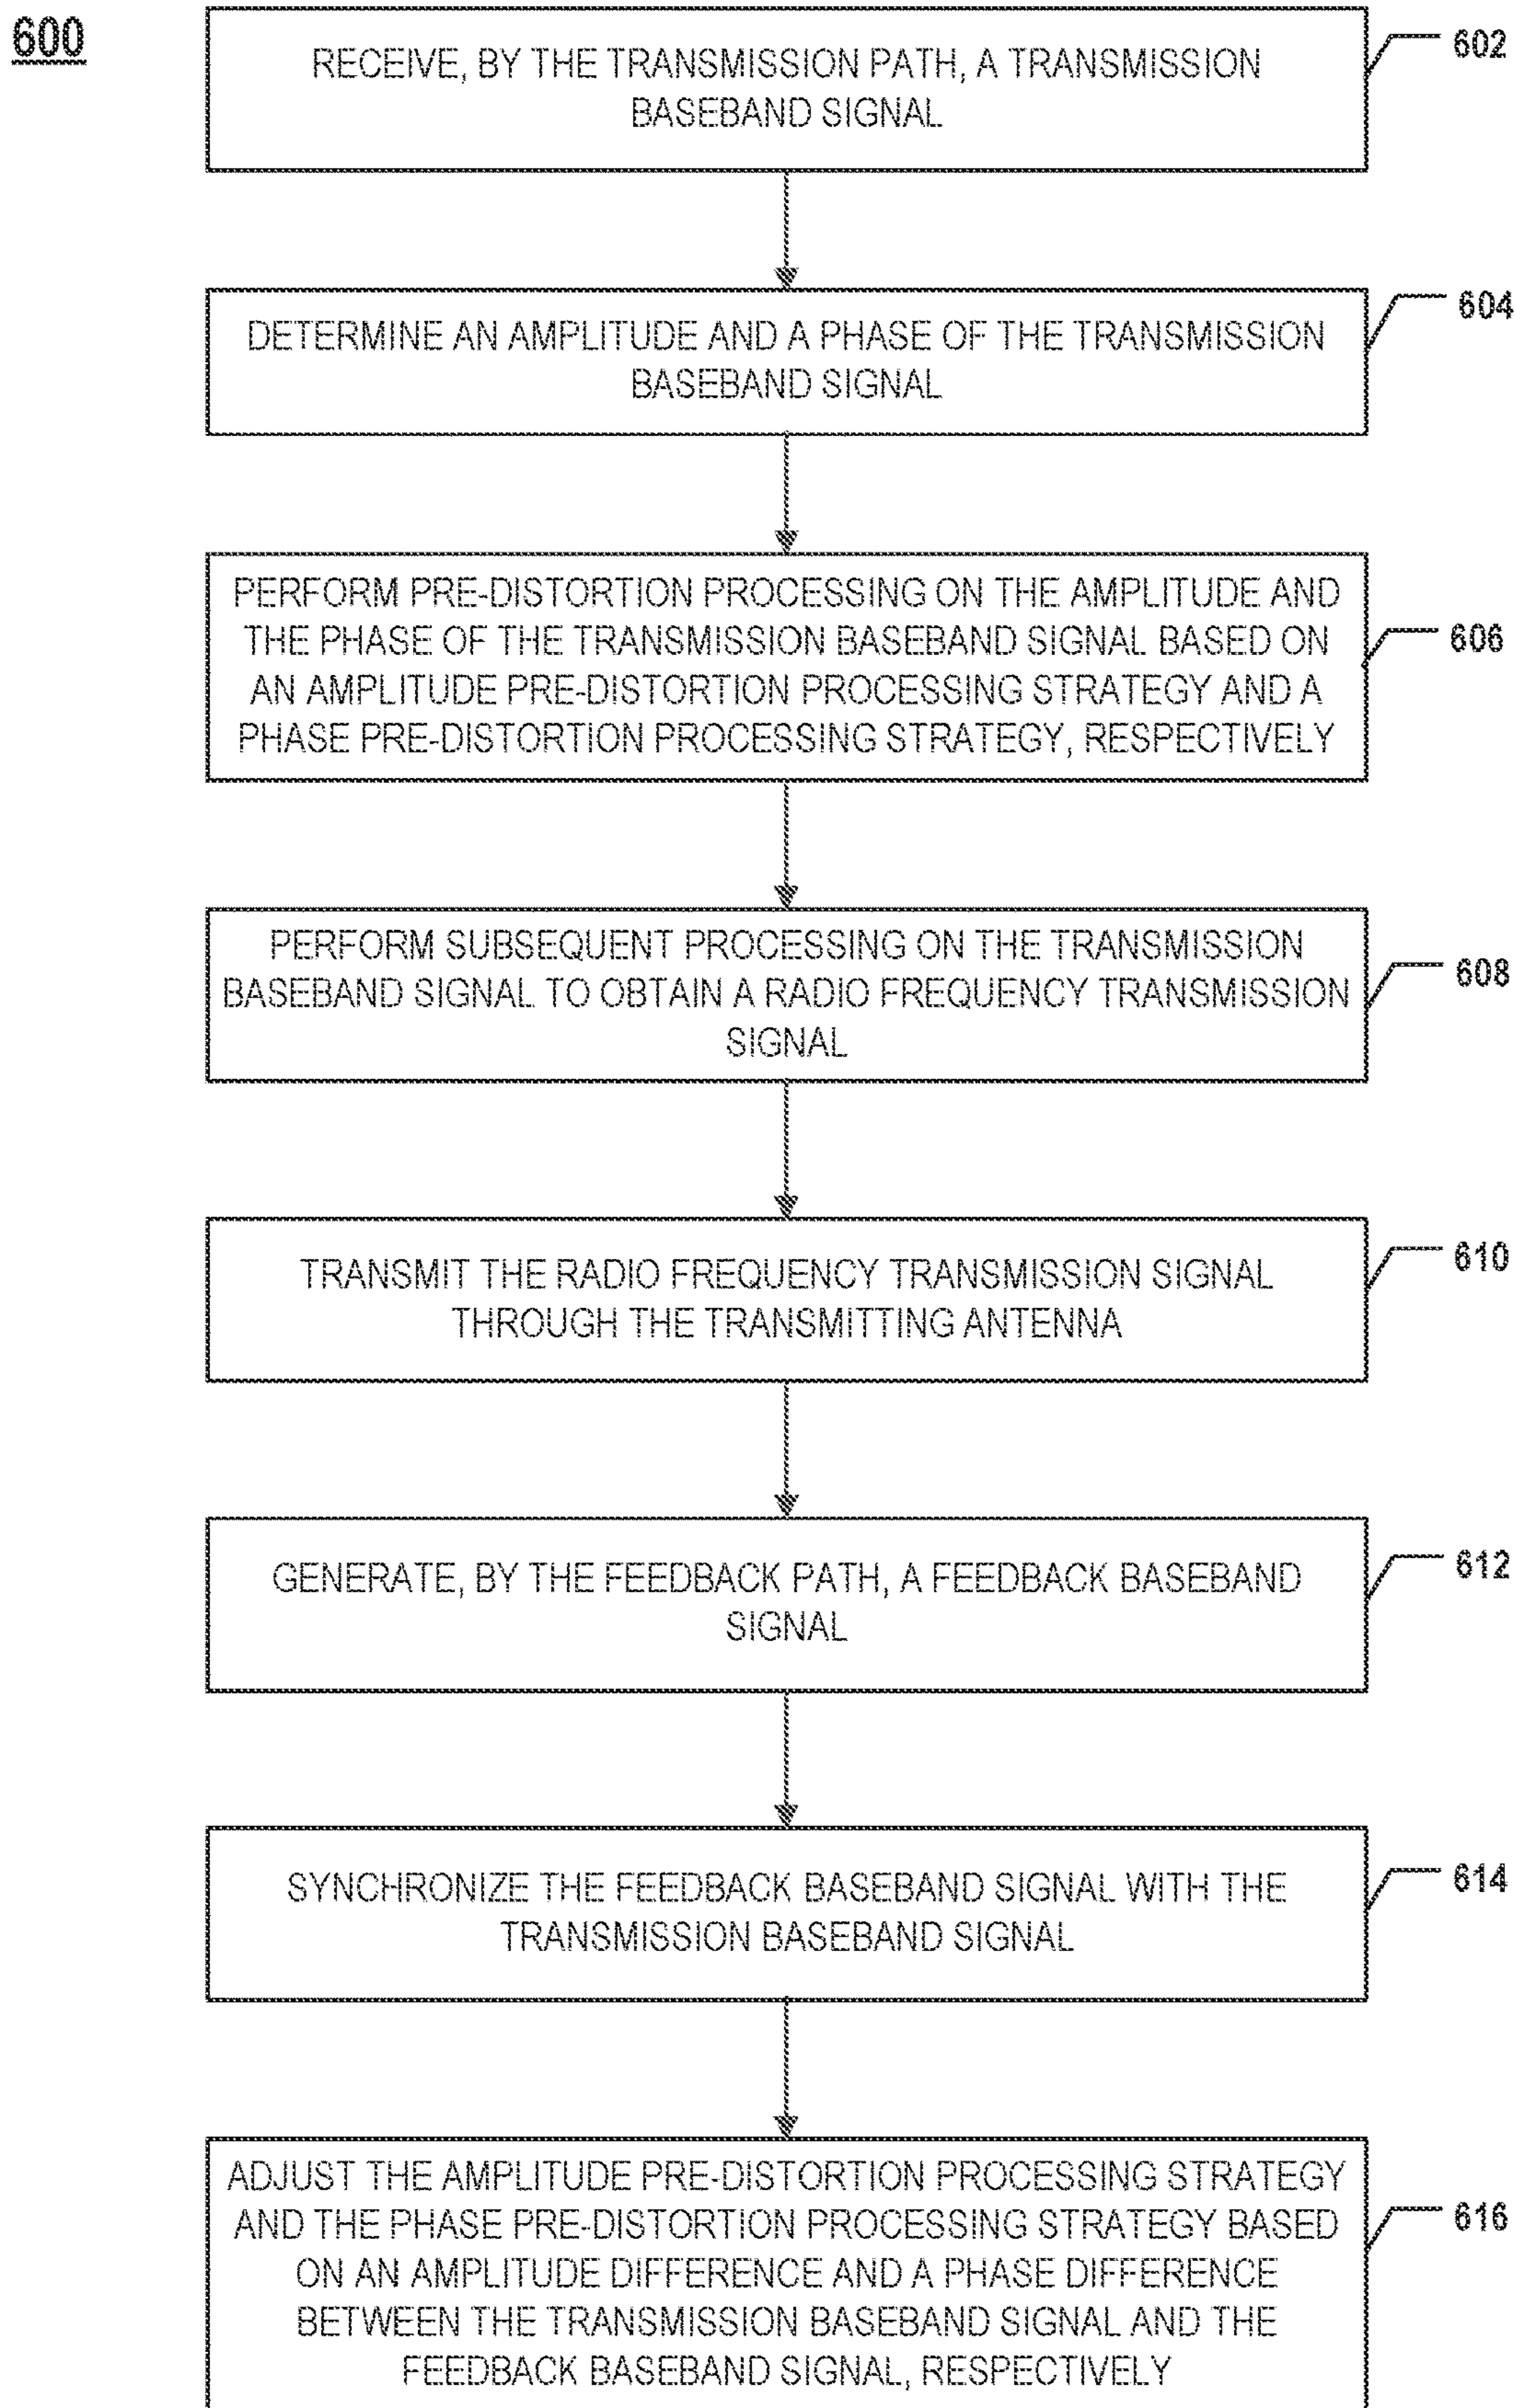 600
RECEIVE, BY THE TRANSMISSION PATH, A TRANSMISSION
BASEBAND SIGNAL
602
DETERMINE AN AMPLITUDE AND A PHASE OF THE TRANSMISSION
BASEBAND SIGNAL
604
PERFORM PRE-DISTORTION PROCESSING ON THE AMPLITUDE AND
THE PHASE OF THE TRANSMISSION BASEBAND SIGNAL BASED ON
AN AMPLITUDE PRE-DISTORTION PROCESSING STRATEGY AND A
PHASE PRE-DISTORTION PROCESSING STRATEGY, RESPECTIVELY
606
PERFORM SUBSEQUENT PROCESSING ON THE TRANSMISSION
BASEBAND SIGNAL TO OBTAIN A RADIO FREQUENCY TRANSMISSION
SIGNAL
608
TRANSMIT THE RADIO FREQUENCY TRANSMISSION SIGNAL
THROUGH THE TRANSMITTING ANTENNA
610
GENERATE, BY THE FEEDBACK PATH, A FEEDBACK BASEBAND
SIGNAL
612
SYNCHRONIZE THE FEEDBACK BASEBAND SIGNAL WITH THE
TRANSMISSION BASEBAND SIGNAL
614
ADJUST THE AMPLITUDE PRE-DISTORTION PROCESSING STRATEGY
AND THE PHASE PRE-DISTORTION PROCESSING STRATEGY BASED
ON AN AMPLITUDE DIFFERENCE AND A PHASE DIFFERENCE
BETWEEN THE TRANSMISSION BASEBAND SIGNAL AND THE
FEEDBACK BASEBAND SIGNAL, RESPECTIVELY
616